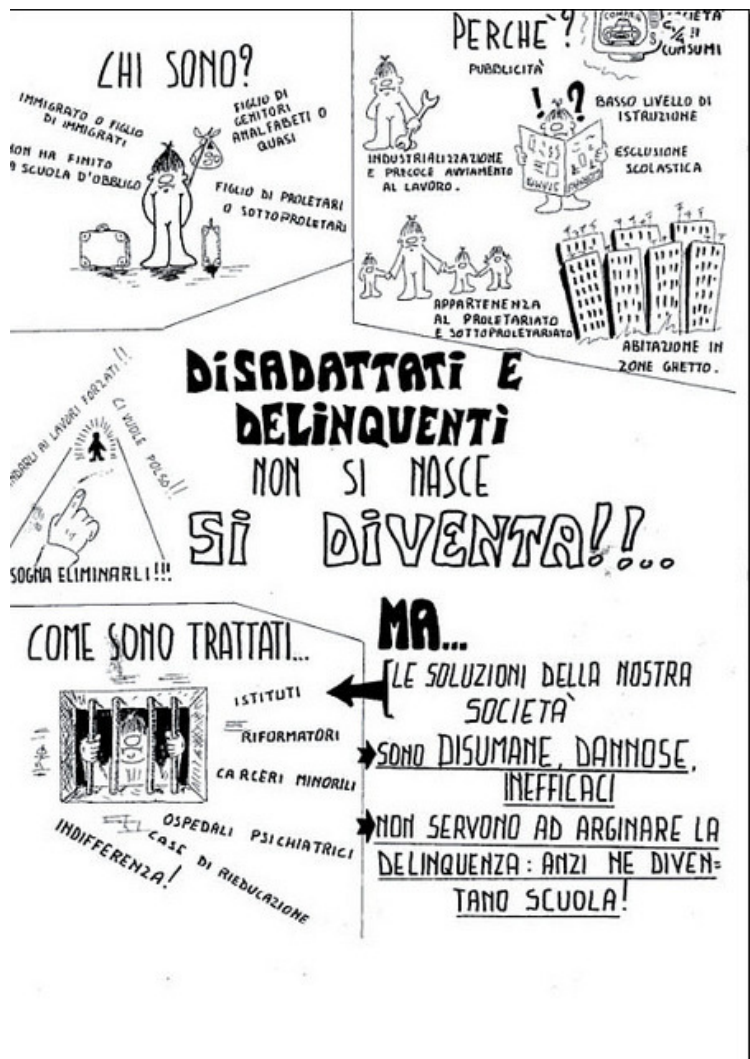 CHI SONO?
IMMIGRATO O FIGLIO
DI IMMIGRATI
NON HA FINITO
A SCUOLA D'OBBLIGO
FIGLIO DI
GENITORI
ANALFABETI O
QUASI
FIGLIO DI PROLETARI
O SOTTOPROLETARI
PERCHÈ?
PUBBLICITÀ
COMPRA
SOCIETÀ
CONSUMI
INDUSTRIALIZZAZIONE
E PRECOCE AVVIAMENTO
AL LAVORO.
! ?
BASSO LIVELLO DI
ISTRUZIONE
ESCLUSIONE
SCOLASTICA
APPARTENENZA
AL PROLETARIATO
E SOTTOPROLETARIATO
ABITAZIONE IN
ZONE GHETTO.
DISADATTATI E
DELINQUENTI
NON SI NASCE
SI DIVENTA!!...
NDARLI AI LAVORI FORZATI!!
CI VUOLE POLSO!!
SOGNA ELIMINARLI!!!
COME SONO TRATTATI...
ISTITUTI
RIFORMATORI
CARCERI MINORILI
OSPEDALI PSICHIATRICI
CASE DI RIEDUCAZIONE
INDIFFERENZA!
MA...
LE SOLUZIONI DELLA NOSTRA
SOCIETÀ
SONO DISUMANE, DANNOSE,
INEFFICACI
NON SERVONO AD ARGINARE LA
DELINQUENZA: ANZI NE DIVEN=
TANO SCUOLA!